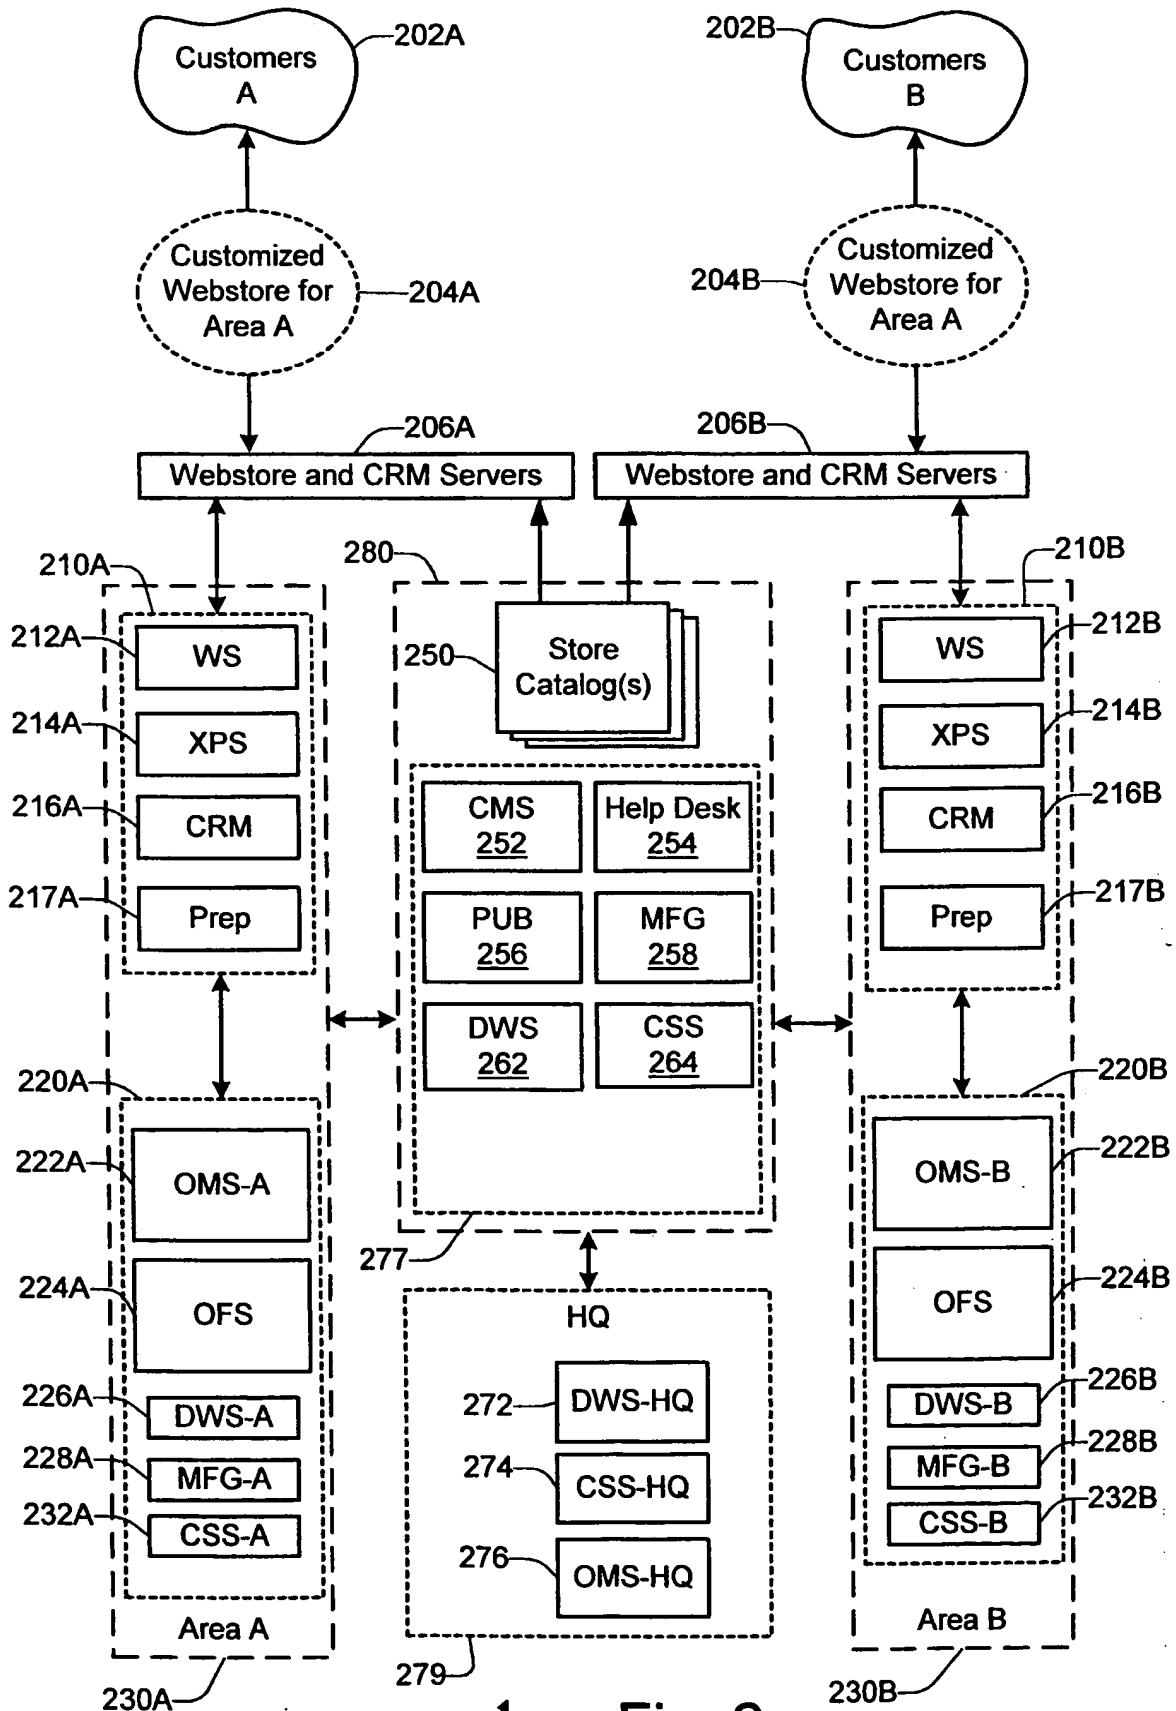 202A
Customers
A
202B
Customers
B
Customized
Webstore for
Area A
204A
Customized
Webstore for
Area A
204B
206A
206B
Webstore and CRM Servers
Webstore and CRM Servers
210A
212A
WS
214A
XPS
216A
CRM
217A
Prep
220A
222A
OMS-A
224A
OFS
226A
DWS-A
228A
MFG-A
232A
CSS-A
Area A
230A
280
250
Store
Catalog(s)
CMS
252
Help Desk
254
PUB
256
MFG
258
DWS
262
CSS
264
277
HQ
272
DWS-HQ
274
CSS-HQ
276
OMS-HQ
279
210B
WS
212B
XPS
214B
CRM
216B
Prep
217B
220B
OMS-B
222B
OFS
224B
DWS-B
226B
MFG-B
228B
CSS-B
232B
Area B
230B